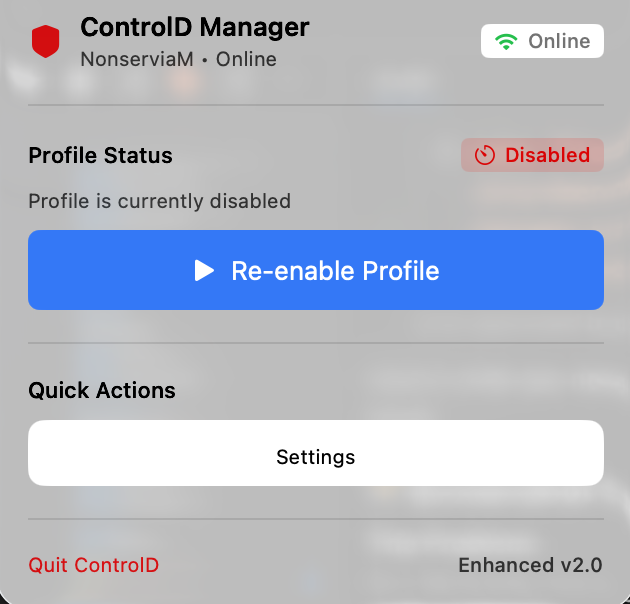 ControlD Manager
NonserviaM • Online
Online
Profile Status
Disabled
Profile is currently disabled
Re-enable Profile
Quick Actions
Settings
Quit ControlD
Enhanced v2.0